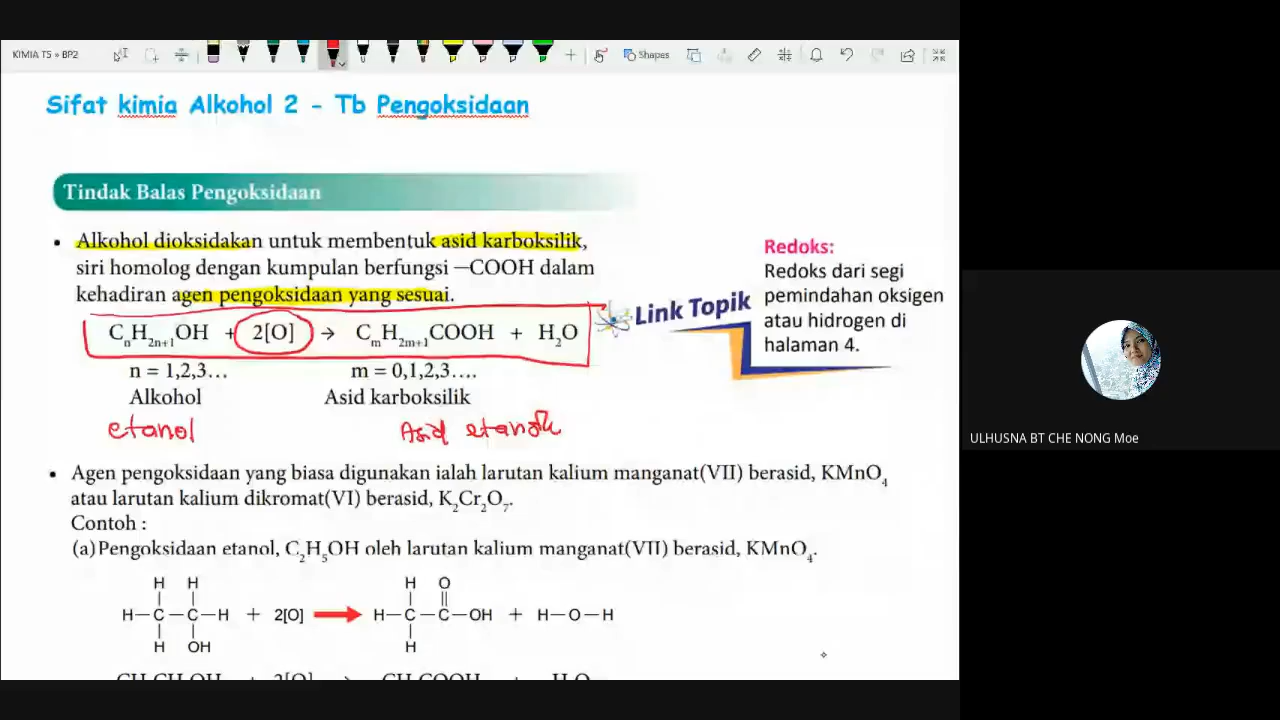 KIMIA T5 » BP2
Shapes
Sifat kimia Alkohol 2 - Tb Pengoksidaan
Tindak Balas Pengoksidaan
• Alkohol dioksidakan untuk membentuk asid karboksilik,
siri homolog dengan kumpulan berfungsi —COOH dalam
kehadiran agen pengoksidaan yang sesuai.
CₙH₂ₙ₊₁OH + 2[O] → CₘH₂ₘ₊₁COOH + H₂O
n = 1,2,3… m = 0,1,2,3….
Alkohol Asid karboksilik
etanol Asid etanoik
Link Topik
Redoks:
Redoks dari segi
pemindahan oksigen
atau hidrogen di
halaman 4.
• Agen pengoksidaan yang biasa digunakan ialah larutan kalium manganat(VII) berasid, KMnO₄
atau larutan kalium dikromat(VI) berasid, K₂Cr₂O₇.
Contoh :
(a)Pengoksidaan etanol, C₂H₅OH oleh larutan kalium manganat(VII) berasid, KMnO₄.
H H H O
H—C—C—H + 2[O] → H—C—C—OH + H—O—H
H OH H
CH₃CH₂OH + 2[O] → CH₃COOH + H₂O
ULHUSNA BT CHE NONG Moe